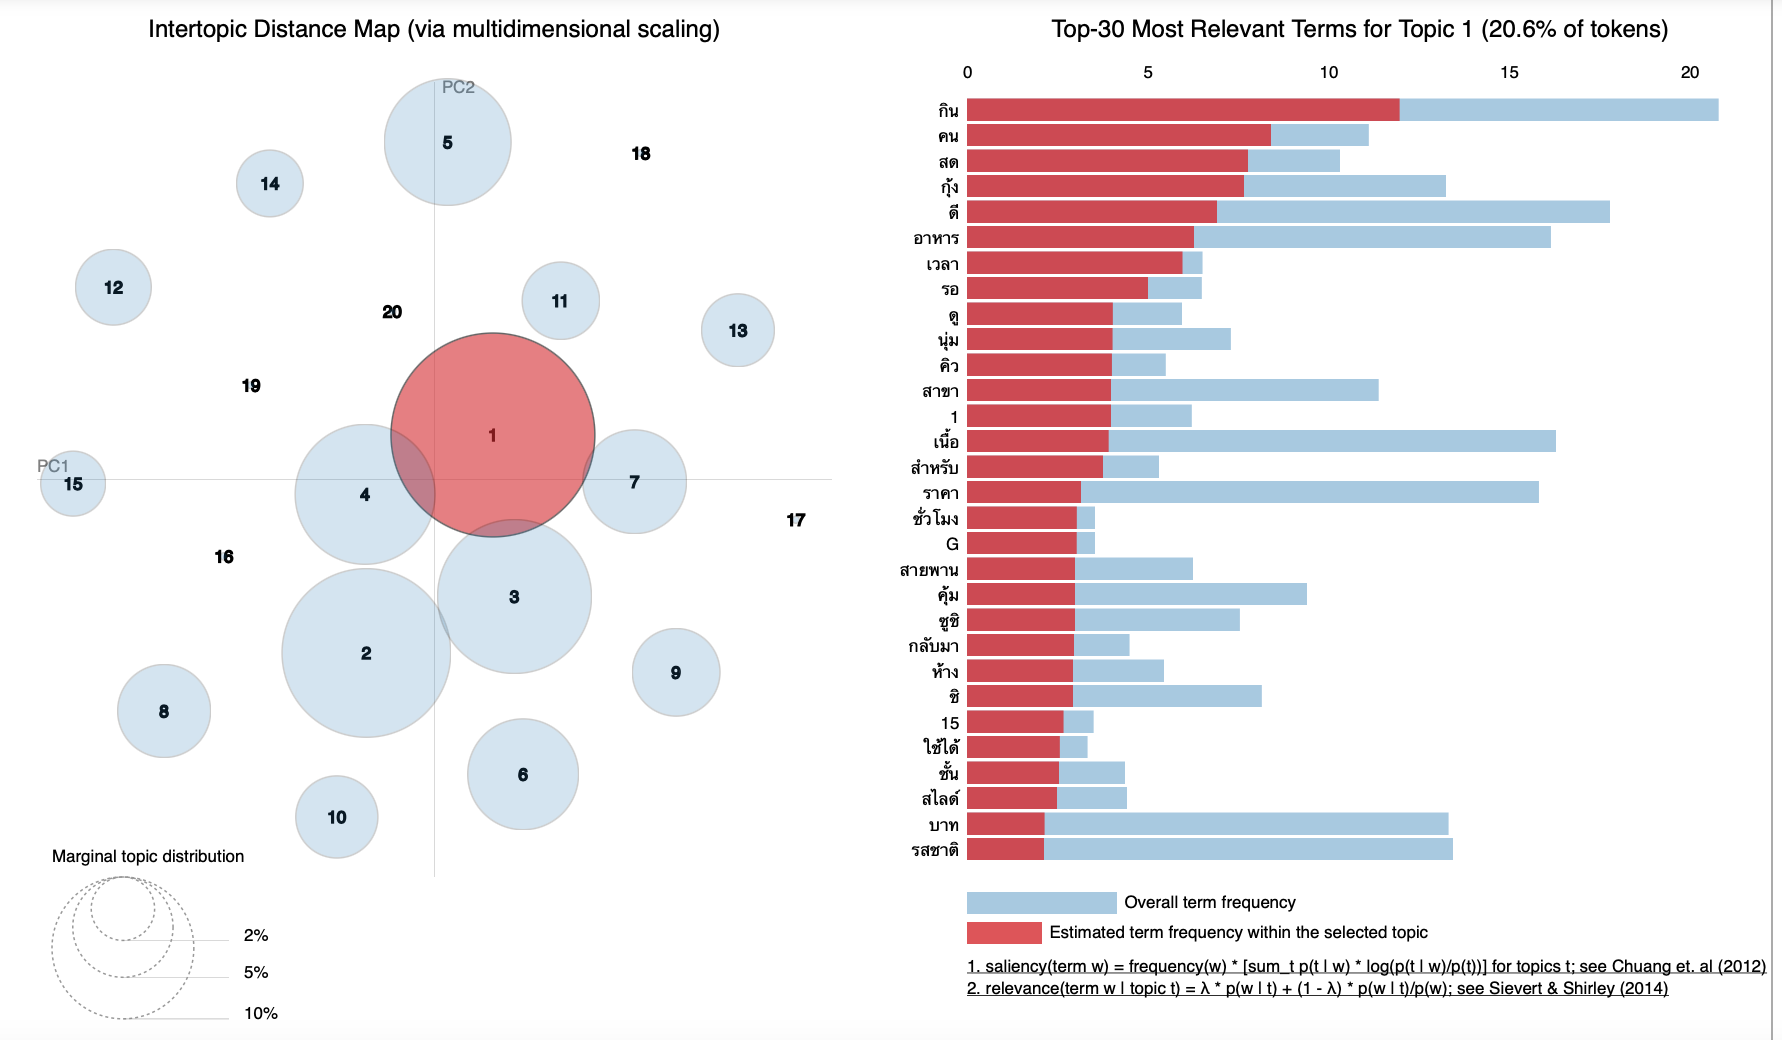 Intertopic Distance Map (via multidimensional scaling)
PC2
5
18
14
12
20
11
13
19
1
PC1
15
4
7
17
16
3
2
9
8
6
10
Marginal topic distribution
2%
5%
10%
Top-30 Most Relevant Terms for Topic 1 (20.6% of tokens)
0 5 10 15 20
กิน
คน
สด
กุ้ง
ดี
อาหาร
เวลา
รอ
ดู
นุ่ม
คิว
สาขา
1
เนื้อ
สำหรับ
ราคา
ชั่วโมง
G
สายพาน
คุ้ม
ซูชิ
กลับมา
ห้าง
ชิ
15
ใช้ได้
ชั้น
สไลด์
บาท
รสชาติ
Overall term frequency
Estimated term frequency within the selected topic
1. saliency(term w) = frequency(w) * [sum_t p(t | w) * log(p(t | w)/p(t))] for topics t; see Chuang et. al (2012)
2. relevance(term w | topic t) = λ * p(w | t) + (1 - λ) * p(w | t)/p(w); see Sievert & Shirley (2014)